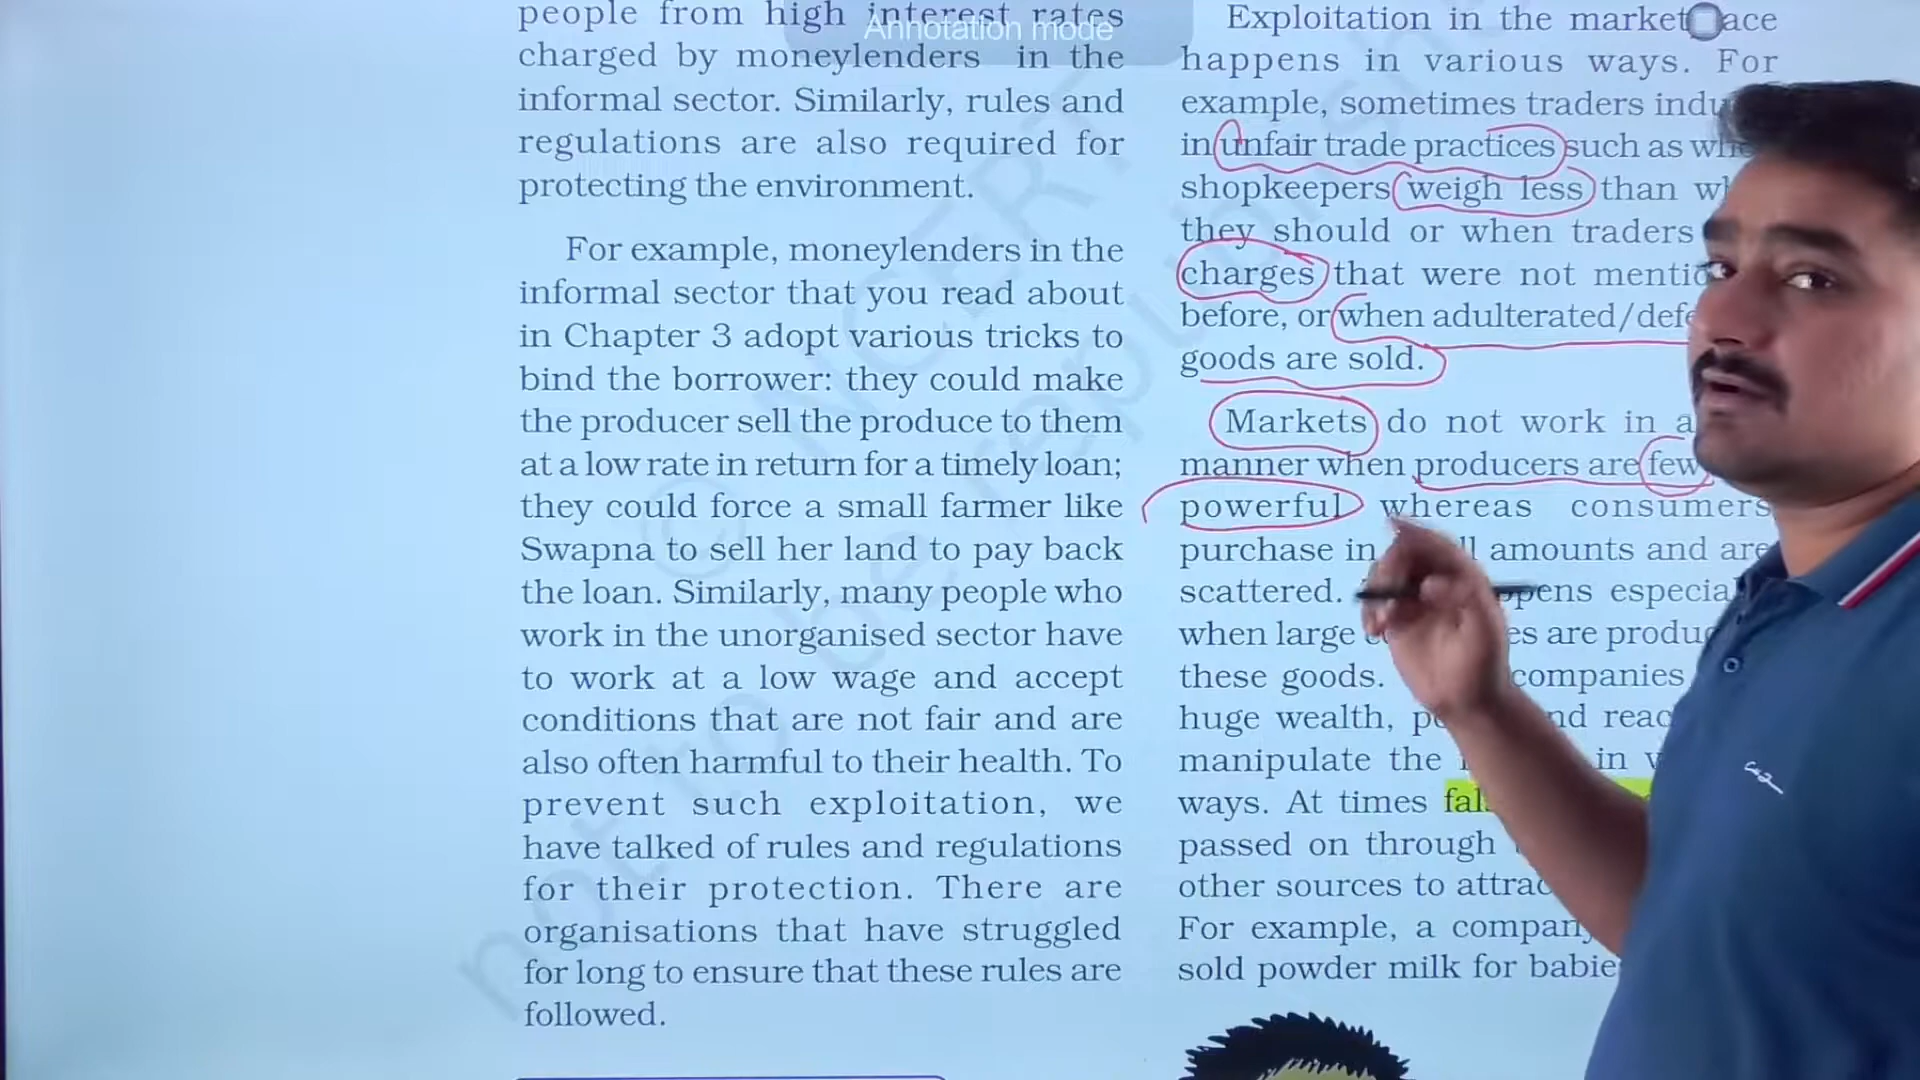 Annotation mode
people from high interest rates
charged by moneylenders in the
informal sector. Similarly, rules and
regulations are also required for
protecting the environment.
For example, moneylenders in the
informal sector that you read about
in Chapter 3 adopt various tricks to
bind the borrower: they could make
the producer sell the produce to them
at a low rate in return for a timely loan;
they could force a small farmer like
Swapna to sell her land to pay back
the loan. Similarly, many people who
work in the unorganised sector have
to work at a low wage and accept
conditions that are not fair and are
also often harmful to their health. To
prevent such exploitation, we
have talked of rules and regulations
for their protection. There are
organisations that have struggled
for long to ensure that these rules are
followed.
Exploitation in the market ace
happens in various ways. For
example, sometimes traders indu
in unfair trade practices such as
shopkeepers weigh less than
they should or when traders
charges that were not mentio
before, or when adulterated/defe
goods are sold.
Markets do not work in a
manner when producers are few
powerful whereas consumers
purchase in amounts and are
scattered. especia
when large are produ
these goods. companies
huge wealth, nd reac
manipulate the in
ways. At times fal
passed on through
other sources to attrac
For example, a company
sold powder milk for babie
© NCERT
not to be republished